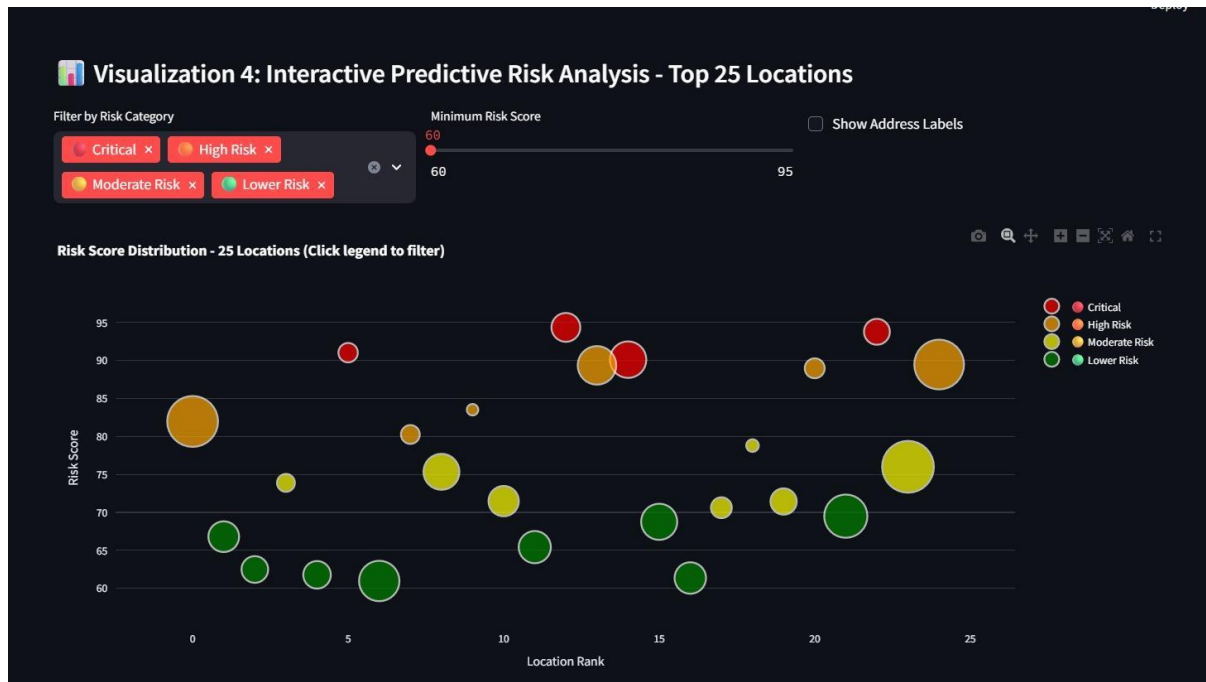 Deploy
Visualization 4: Interactive Predictive Risk Analysis - Top 25 Locations
Filter by Risk Category
Minimum Risk Score
Show Address Labels
60
Critical ×
High Risk ×
Moderate Risk ×
Lower Risk ×
60
95
Risk Score Distribution - 25 Locations (Click legend to filter)
Critical
High Risk
Moderate Risk
Lower Risk
Risk Score
95
90
85
80
75
70
65
60
0
5
10
15
20
25
Location Rank